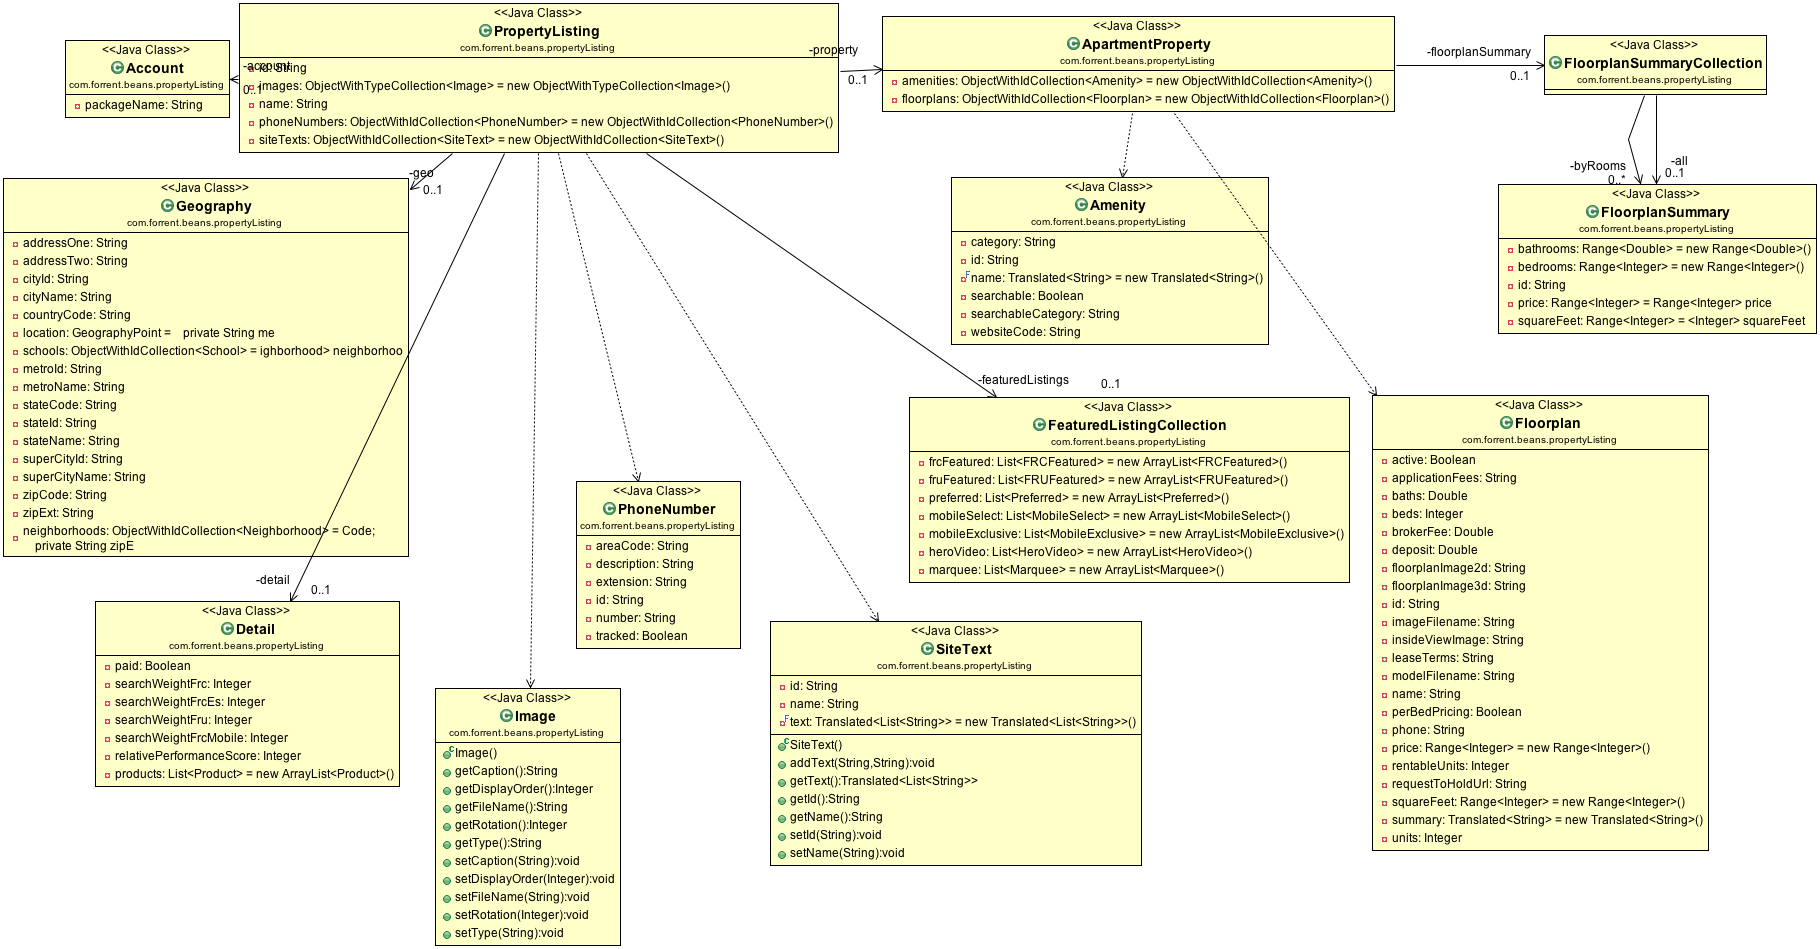 <<Java Class>>
Account
com.forrent.beans.propertyListing
packageName: String
<<Java Class>>
PropertyListing
com.forrent.beans.propertyListing
id: String
images: ObjectWithTypeCollection<Image> = new ObjectWithTypeCollection<Image>()
name: String
phoneNumbers: ObjectWithIdCollection<PhoneNumber> = new ObjectWithIdCollection<PhoneNumber>()
siteTexts: ObjectWithIdCollection<SiteText> = new ObjectWithIdCollection<SiteText>()
-account
0..1
-property
0..1
<<Java Class>>
ApartmentProperty
com.forrent.beans.propertyListing
amenities: ObjectWithIdCollection<Amenity> = new ObjectWithIdCollection<Amenity>()
floorplans: ObjectWithIdCollection<Floorplan> = new ObjectWithIdCollection<Floorplan>()
-floorplanSummary
0..1
<<Java Class>>
FloorplanSummaryCollection
com.forrent.beans.propertyListing
-byRooms
0..*
-all
0..1
<<Java Class>>
FloorplanSummary
com.forrent.beans.propertyListing
bathrooms: Range<Double> = new Range<Double>()
bedrooms: Range<Integer> = new Range<Integer>()
id: String
price: Range<Integer> = Range<Integer> price
squareFeet: Range<Integer> = <Integer> squareFeet
-geo
0..1
<<Java Class>>
Geography
com.forrent.beans.propertyListing
addressOne: String
addressTwo: String
cityId: String
cityName: String
countryCode: String
location: GeographyPoint = private String me
schools: ObjectWithIdCollection<School> = ighborhood> neighborhoo
metroId: String
metroName: String
stateCode: String
stateId: String
stateName: String
superCityId: String
superCityName: String
zipCode: String
zipExt: String
neighborhoods: ObjectWithIdCollection<Neighborhood> = Code;
private String zipE
<<Java Class>>
Amenity
com.forrent.beans.propertyListing
category: String
id: String
F name: Translated<String> = new Translated<String>()
searchable: Boolean
searchableCategory: String
websiteCode: String
-featuredListings
0..1
<<Java Class>>
FeaturedListingCollection
com.forrent.beans.propertyListing
frcFeatured: List<FRCFeatured> = new ArrayList<FRCFeatured>()
fruFeatured: List<FRUFeatured> = new ArrayList<FRUFeatured>()
preferred: List<Preferred> = new ArrayList<Preferred>()
mobileSelect: List<MobileSelect> = new ArrayList<MobileSelect>()
mobileExclusive: List<MobileExclusive> = new ArrayList<MobileExclusive>()
heroVideo: List<HeroVideo> = new ArrayList<HeroVideo>()
marquee: List<Marquee> = new ArrayList<Marquee>()
<<Java Class>>
Floorplan
com.forrent.beans.propertyListing
active: Boolean
applicationFees: String
baths: Double
beds: Integer
brokerFee: Double
deposit: Double
floorplanImage2d: String
floorplanImage3d: String
id: String
imageFilename: String
insideViewImage: String
leaseTerms: String
modelFilename: String
name: String
perBedPricing: Boolean
phone: String
price: Range<Integer> = new Range<Integer>()
rentableUnits: Integer
requestToHoldUrl: String
squareFeet: Range<Integer> = new Range<Integer>()
summary: Translated<String> = new Translated<String>()
units: Integer
<<Java Class>>
PhoneNumber
com.forrent.beans.propertyListing
areaCode: String
description: String
extension: String
id: String
number: String
tracked: Boolean
-detail
0..1
<<Java Class>>
Detail
com.forrent.beans.propertyListing
paid: Boolean
searchWeightFrc: Integer
searchWeightFrcEs: Integer
searchWeightFru: Integer
searchWeightFrcMobile: Integer
relativePerformanceScore: Integer
products: List<Product> = new ArrayList<Product>()
<<Java Class>>
SiteText
com.forrent.beans.propertyListing
id: String
name: String
F text: Translated<List<String>> = new Translated<List<String>>()
SiteText()
addText(String,String):void
getText():Translated<List<String>>
getId():String
getName():String
setId(String):void
setName(String):void
<<Java Class>>
Image
com.forrent.beans.propertyListing
Image()
getCaption():String
getDisplayOrder():Integer
getFileName():String
getRotation():Integer
getType():String
setCaption(String):void
setDisplayOrder(Integer):void
setFileName(String):void
setRotation(Integer):void
setType(String):void